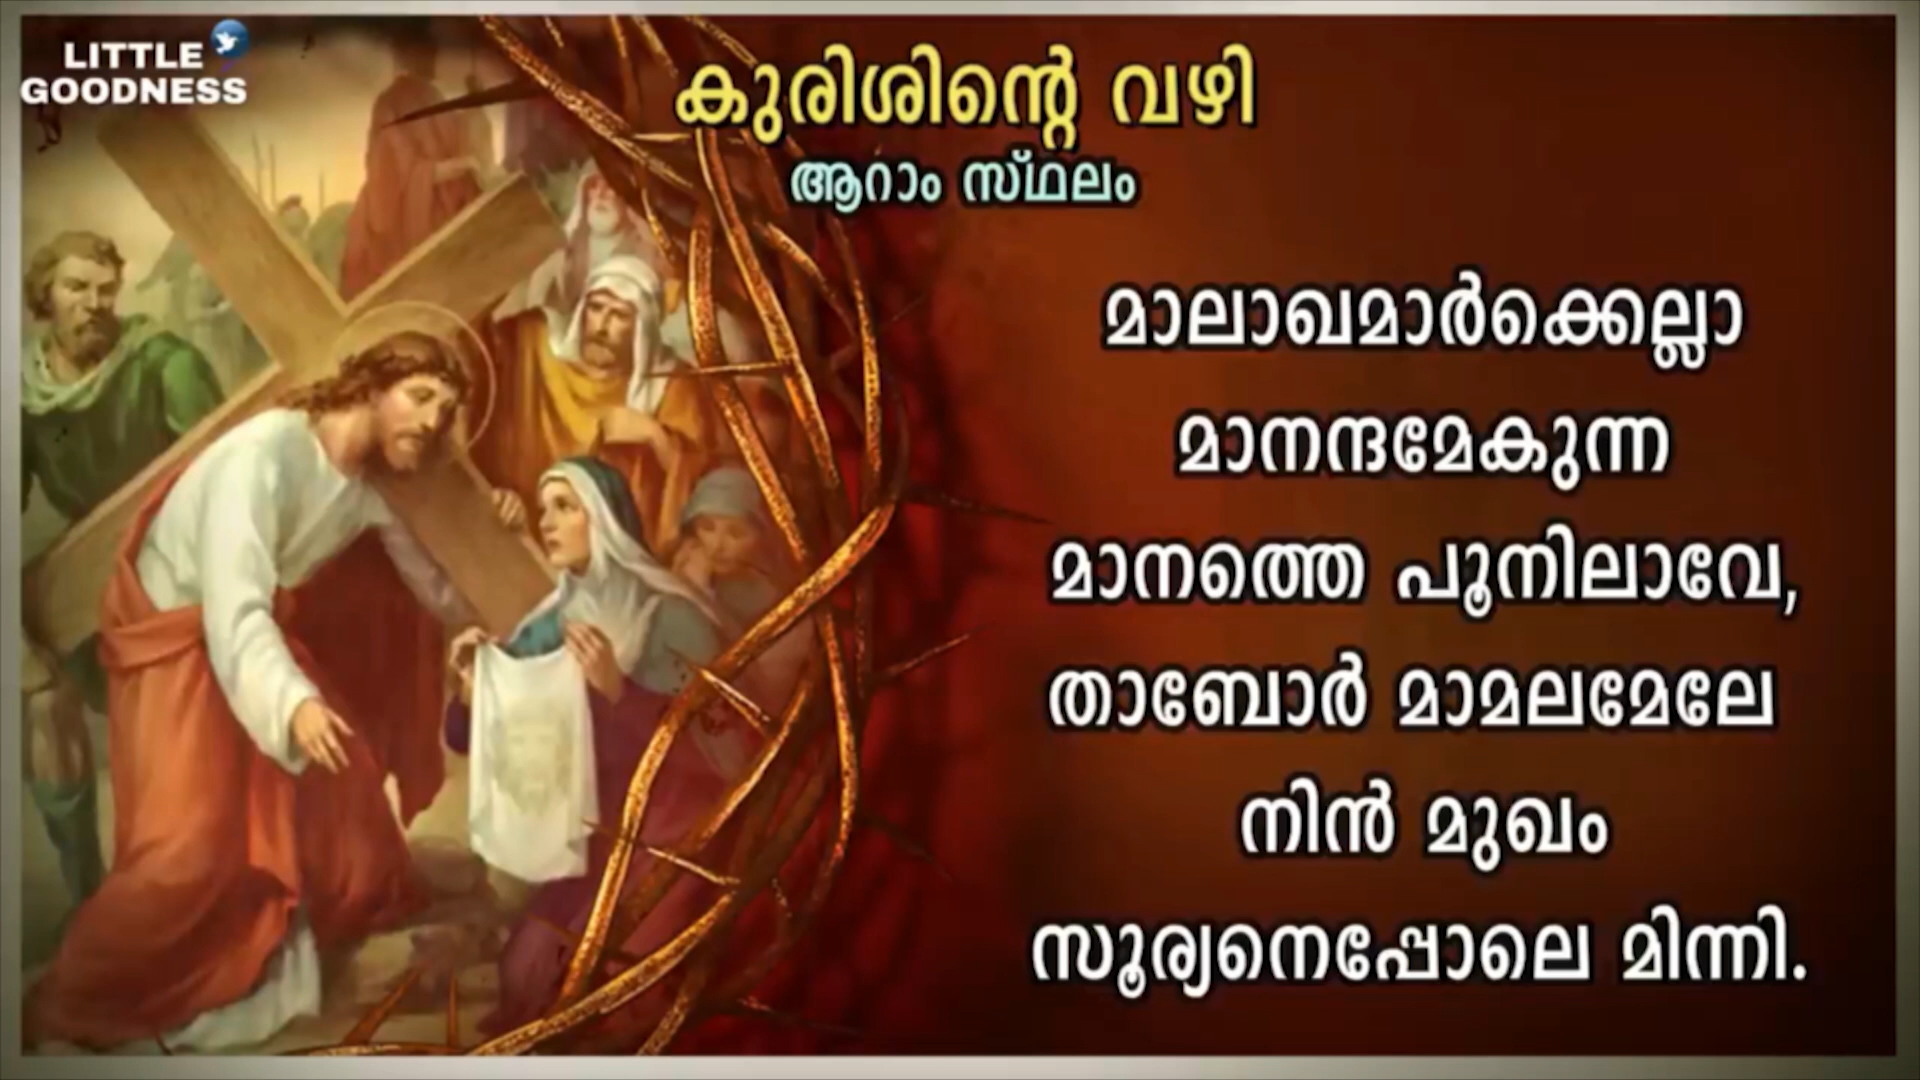 LITTLE
GOODNESS
കുരിശിന്റെ വഴി
ആറാം സ്ഥലം
മാലാഖമാർക്കെല്ലാ
മാനന്ദമേകുന്ന
മാനത്തെ പൂനിലാവേ,
താബോർ മാമലമേലേ
നിൻ മുഖം
സൂര്യനെപ്പോലെ മിന്നി.